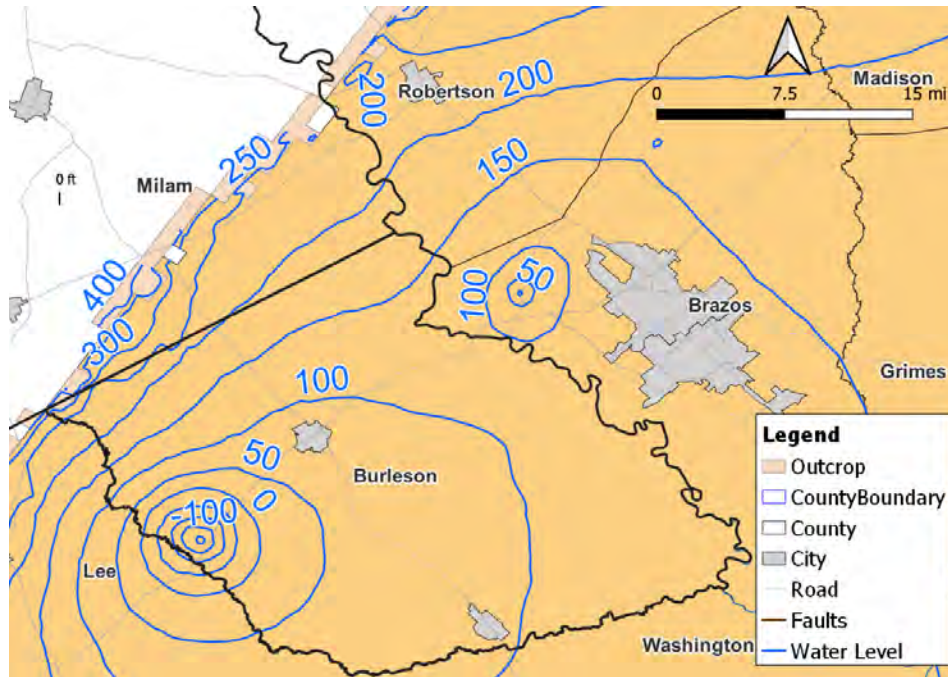 Robertson
200
200
Madison
0
7.5
15 mi
250
150
0 ft
Milam
400
300
100
50
Brazos
Grimes
100
50
0
-100
Burleson
Lee
Washington
Legend
Outcrop
CountyBoundary
County
City
Road
Faults
Water Level